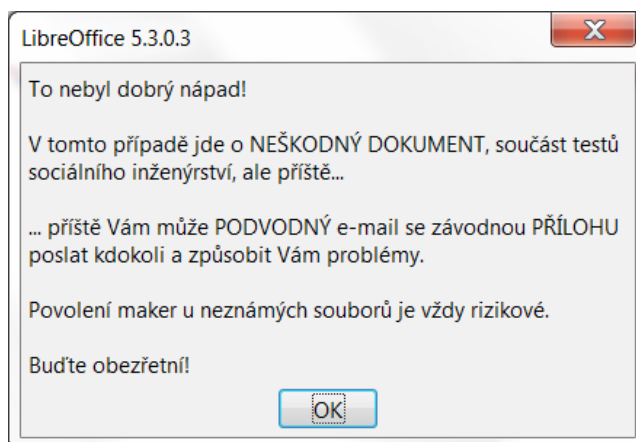 LibreOffice 5.3.0.3
To nebyl dobrý nápad!
V tomto případě jde o NEŠKODNÝ DOKUMENT, součást testů
sociálního inženýrství, ale příště...
... příště Vám může PODVODNÝ e-mail se závodnou PŘÍLOHU
poslat kdokoli a způsobit Vám problémy.
Povolení maker u neznámých souborů je vždy rizikové.
Buďte obezřetní!
OK